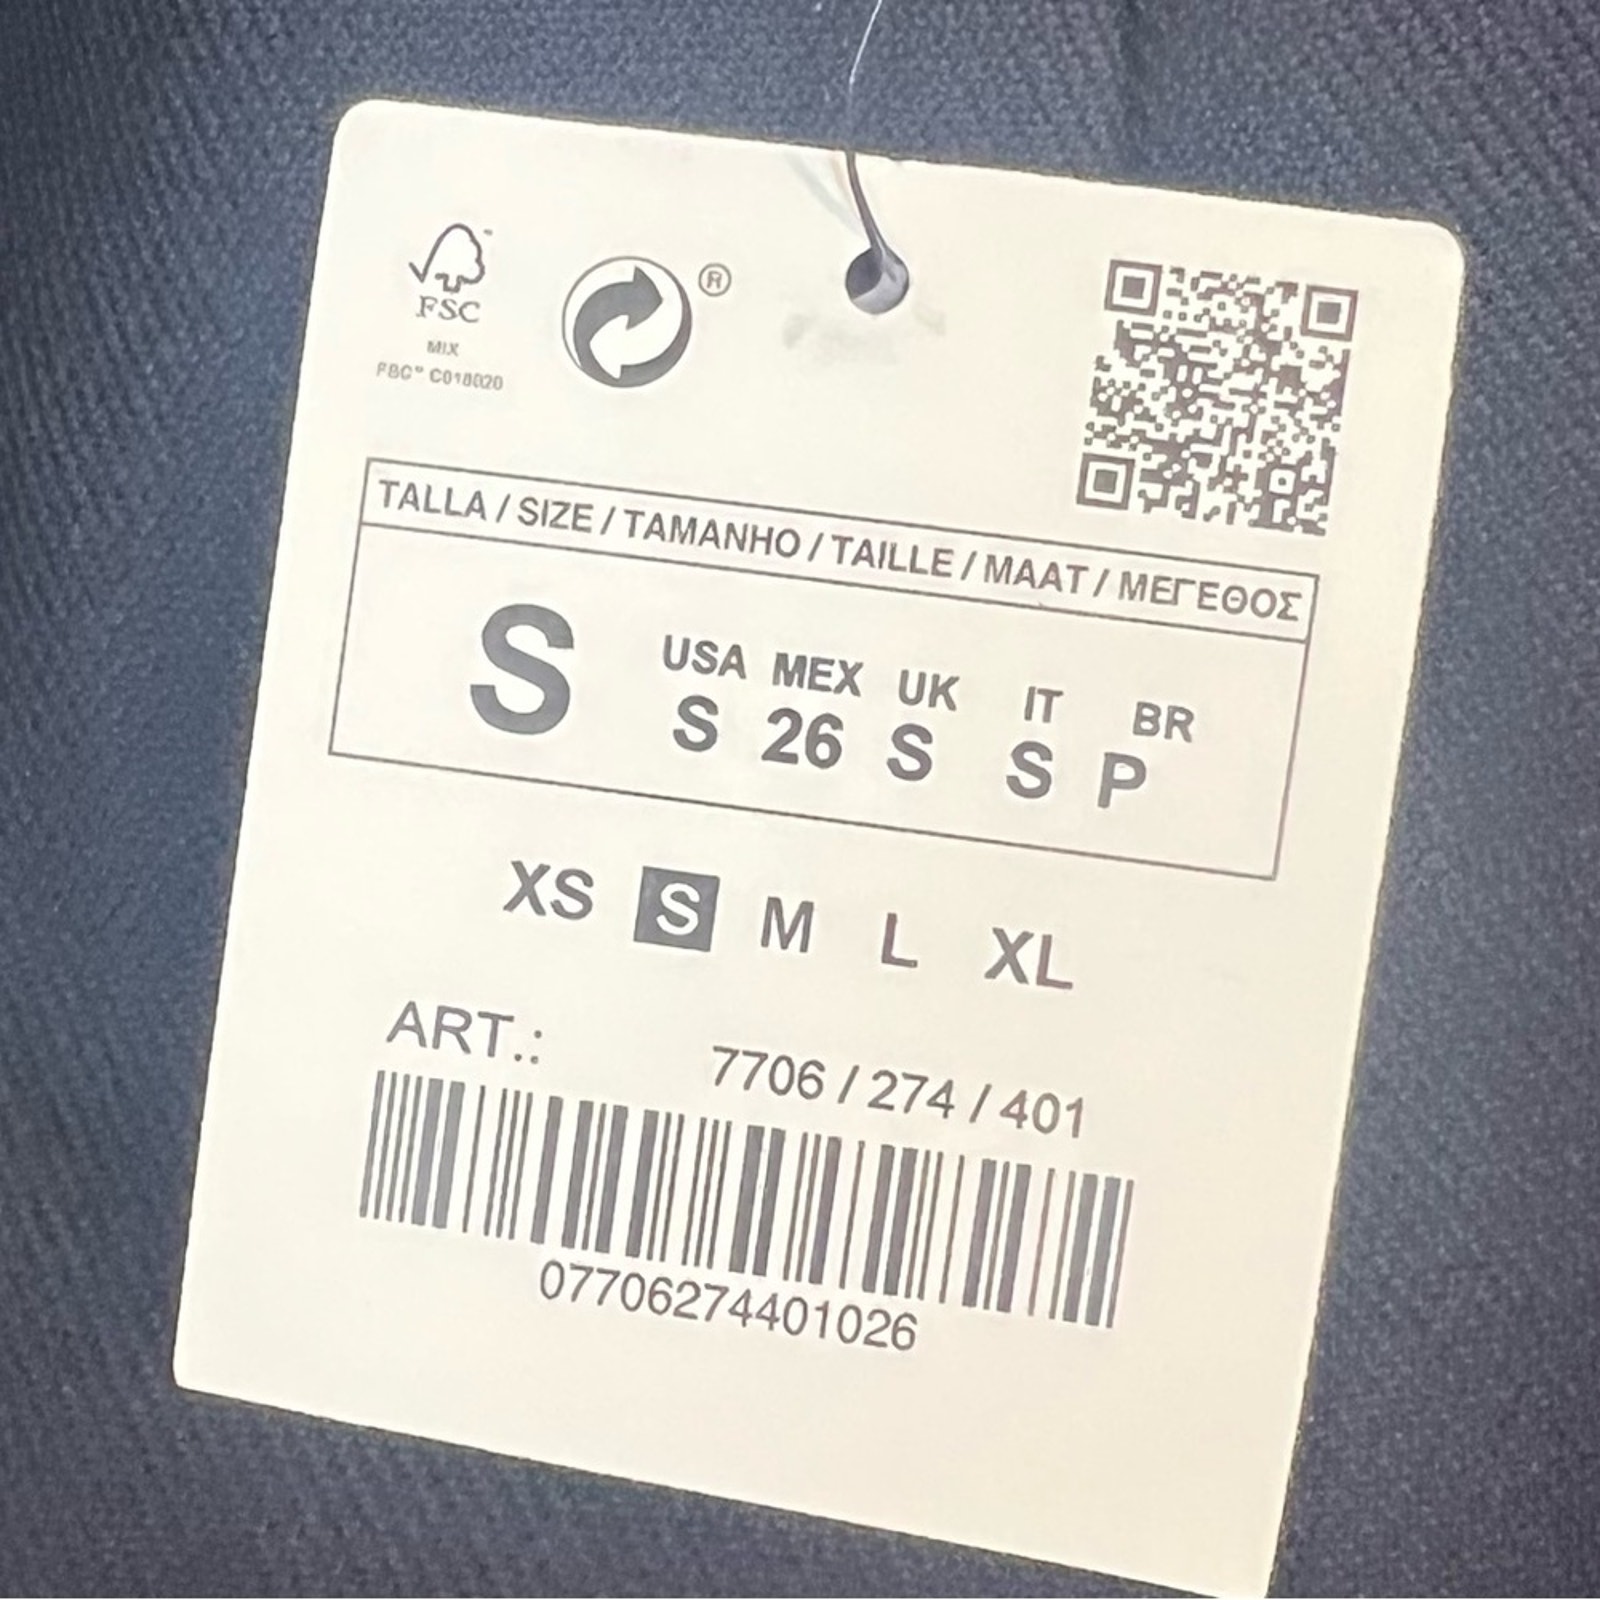 FSC
MIX
FSC® C018020
®
TALLA / SIZE / TAMANHO / TAILLE / MAAT / ΜΕΓΕΘΟΣ
S
USA MEX UK IT BR
S 26 S S P
XS S M L XL
ART.: 7706 / 274 / 401
07706274401026